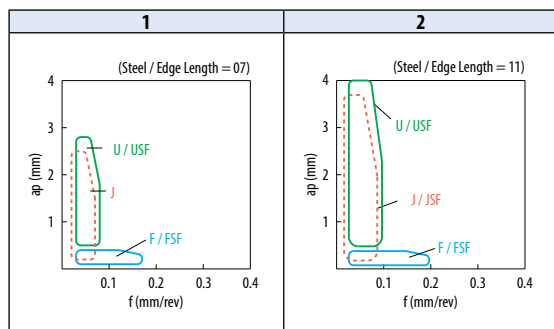 1
2
(Steel / Edge Length = 07)
4
3
2
1
ap (mm)
U / USF
J
F / FSF
0.1
0.2
0.3
0.4
f (mm/rev)
(Steel / Edge Length = 11)
4
3
2
1
ap (mm)
U / USF
J / JSF
F / FSF
0.1
0.2
0.3
0.4
f (mm/rev)